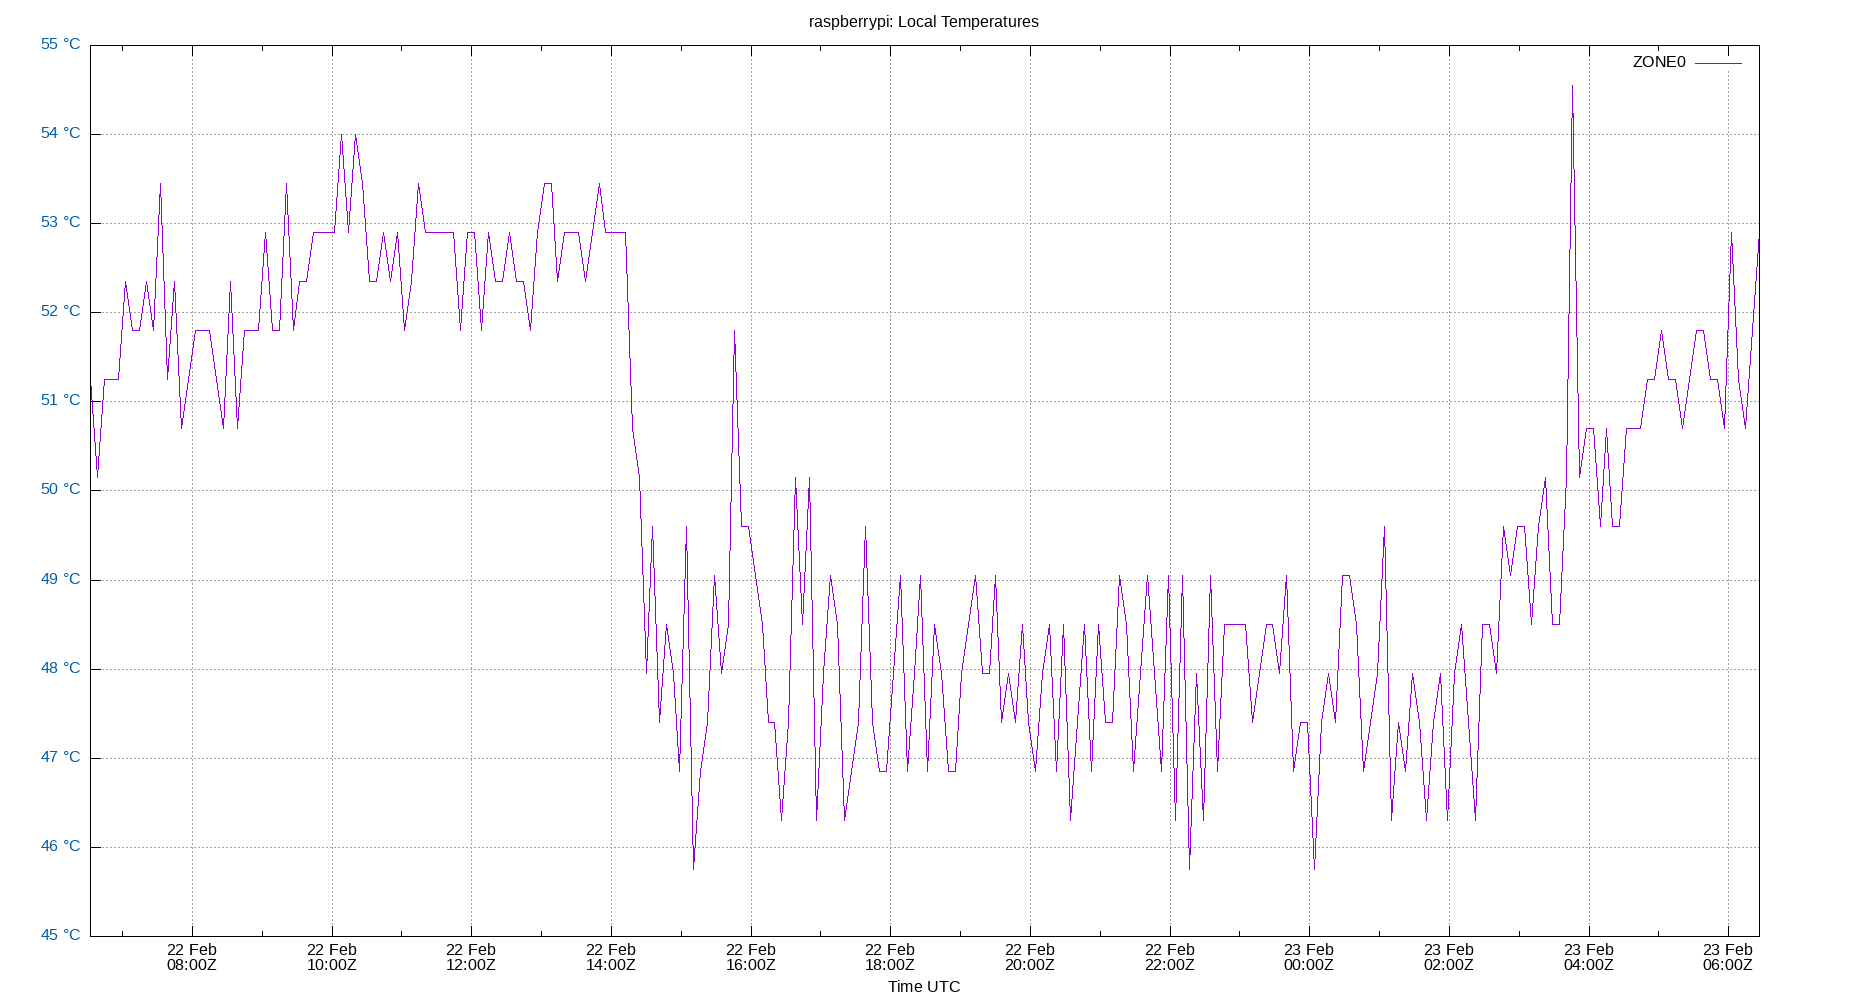 raspberrypi: Local Temperatures
ZONE0
55 °C
54 °C
53 °C
52 °C
51 °C
50 °C
49 °C
48 °C
47 °C
46 °C
45 °C
22 Feb 22 Feb 22 Feb 22 Feb 22 Feb 22 Feb 22 Feb 22 Feb 23 Feb 23 Feb 23 Feb 23 Feb
08:00Z 10:00Z 12:00Z 14:00Z 16:00Z 18:00Z 20:00Z 22:00Z 00:00Z 02:00Z 04:00Z 06:00Z
Time UTC